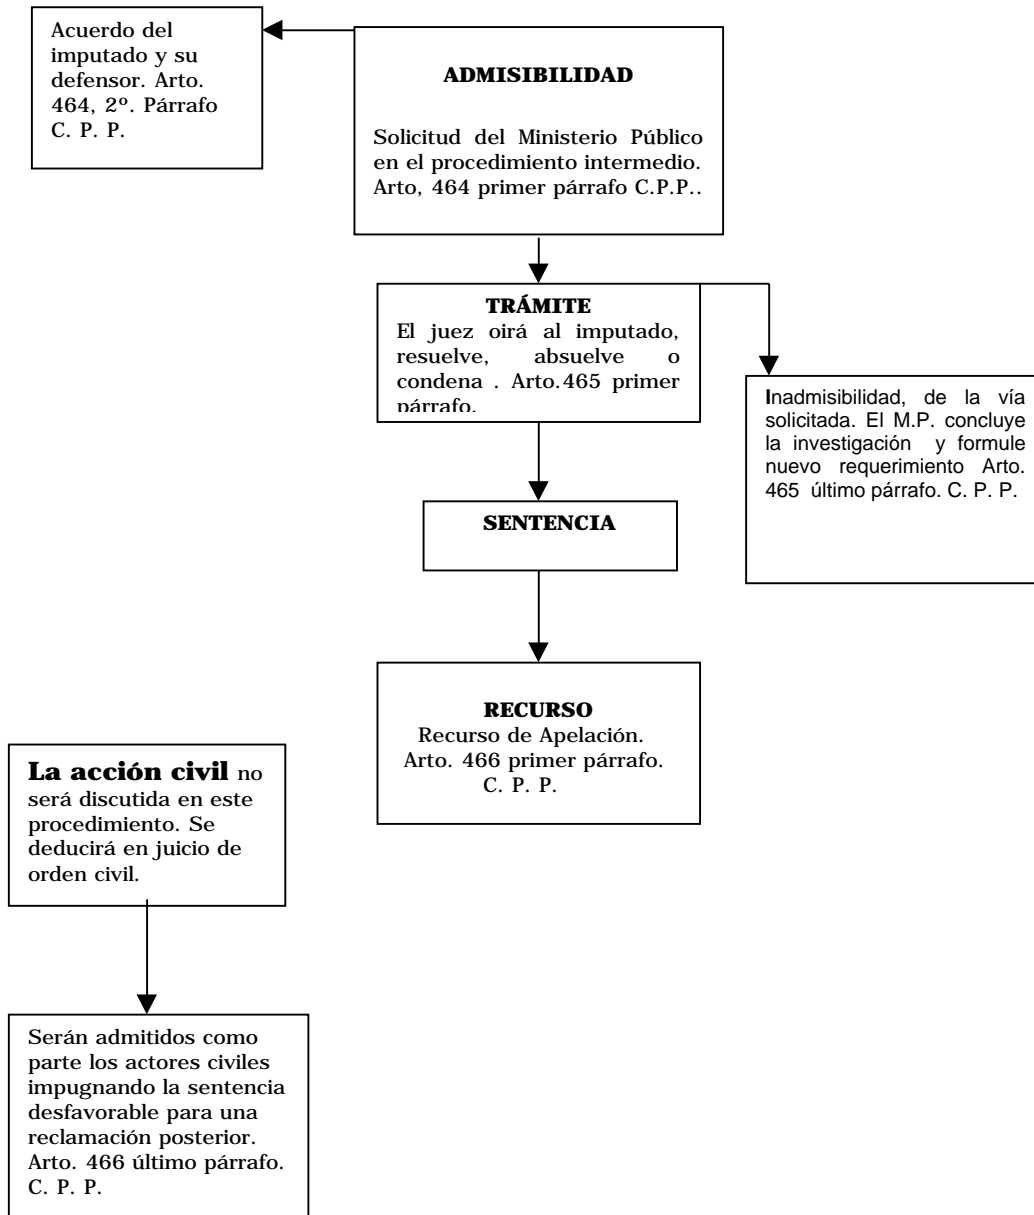 Acuerdo del
imputado y su
defensor. Arto.
464, 2º. Párrafo
C. P. P.
ADMISIBILIDAD
Solicitud del Ministerio Público
en el procedimiento intermedio.
Arto, 464 primer párrafo C.P.P..
TRÁMITE
El juez oirá al imputado,
resuelve, absuelve o
condena . Arto.465 primer
párrafo.
Inadmisibilidad, de la vía
solicitada. El M.P. concluye
la investigación y formule
nuevo requerimiento Arto.
465 último párrafo. C. P. P.
SENTENCIA
RECURSO
Recurso de Apelación.
Arto. 466 primer párrafo.
C. P. P.
La acción civil no
será discutida en este
procedimiento. Se
deducirá en juicio de
orden civil.
Serán admitidos como
parte los actores civiles
impugnando la sentencia
desfavorable para una
reclamación posterior.
Arto. 466 último párrafo.
C. P. P.